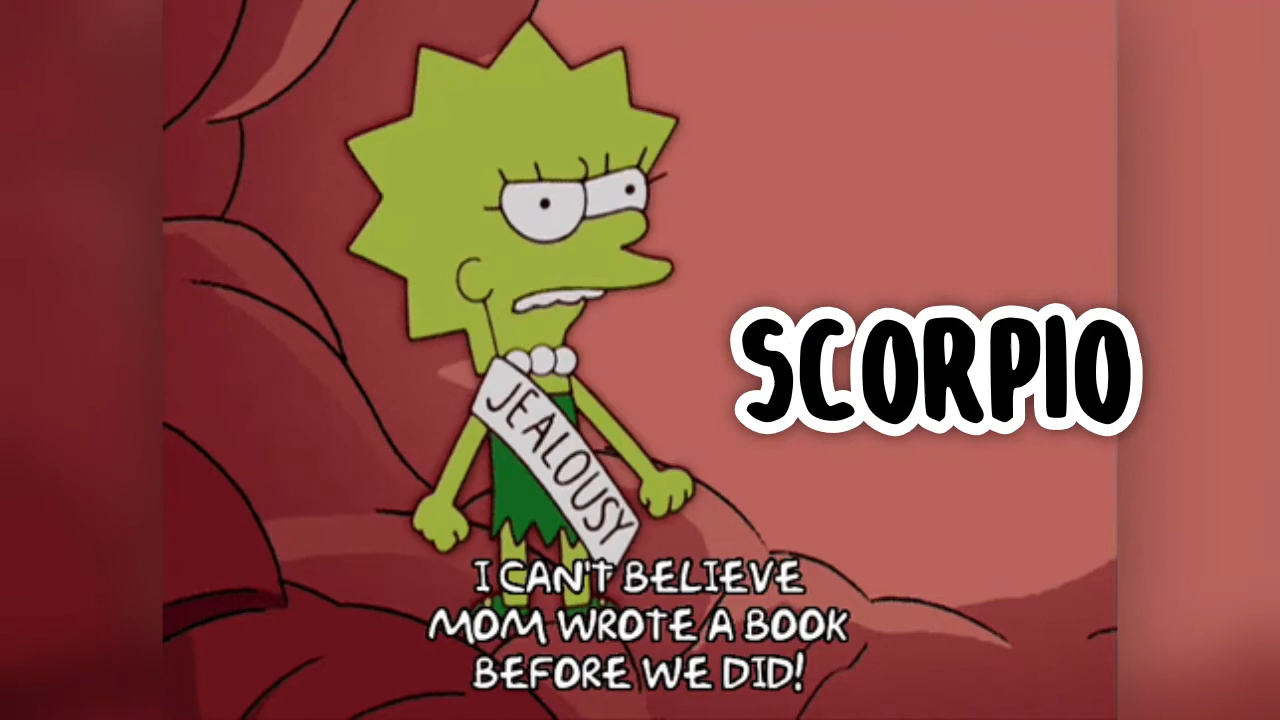 SCORPIO
JEALOUSY
I CAN'T BELIEVE
MOM WROTE A BOOK
BEFORE WE DID!